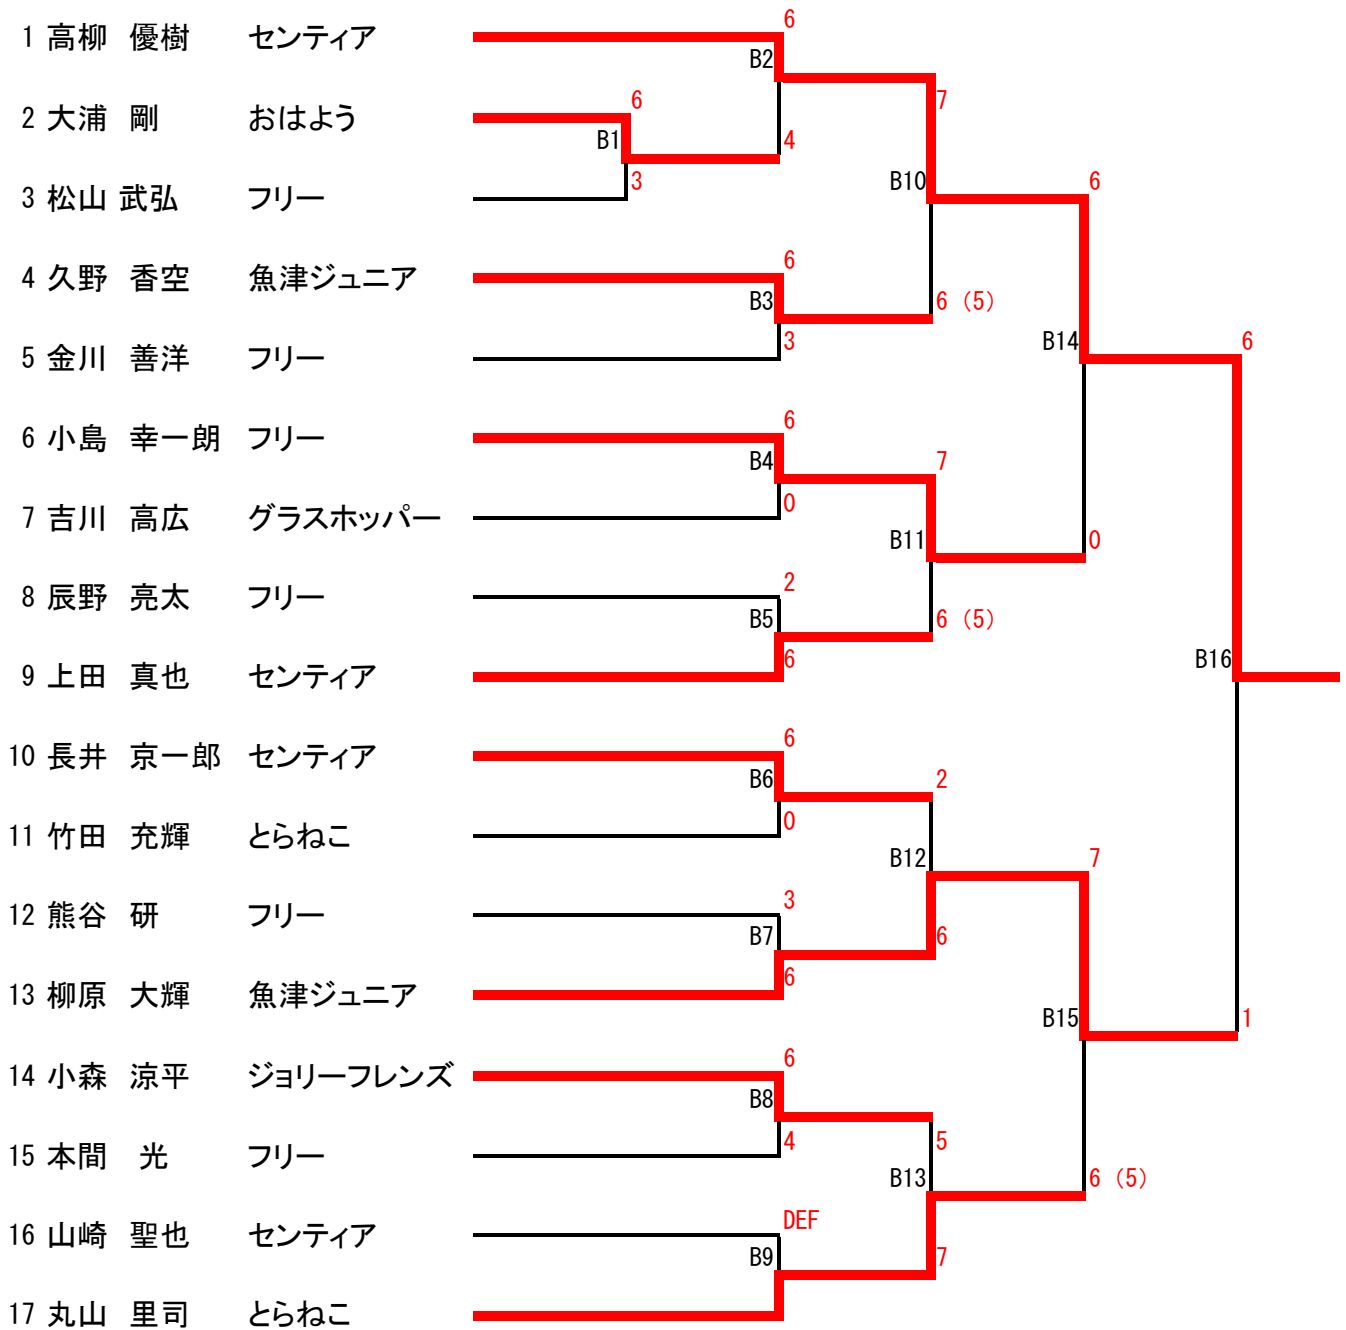 6
1 高柳 優樹 センティア
B2
6 7
2 大浦 剛 おはよう
B1 4
3 B10 6
3 松山 武弘 フリー
6
4 久野 香空 魚津ジュニア
B3 6 (5)
3 B14 6
5 金川 善洋 フリー
6
6 小島 幸一朗 フリー
B4 7
0
7 吉川 高広 グラスホッパー
B11 0
2
8 辰野 亮太 フリー
B5 6 (5)
6 B16
9 上田 真也 センティア
6
10 長井 京一郎 センティア
B6 2
0
11 竹田 充輝 とらねこ
B12 7
3
12 熊谷 研 フリー
B7 6
6
13 柳原 大輝 魚津ジュニア
B15 1
6
14 小森 涼平 ジョリーフレンズ
B8
4 5
15 本間 光 フリー
B13 6 (5)
DEF
16 山崎 聖也 センティア
B9 7
17 丸山 里司 とらねこ